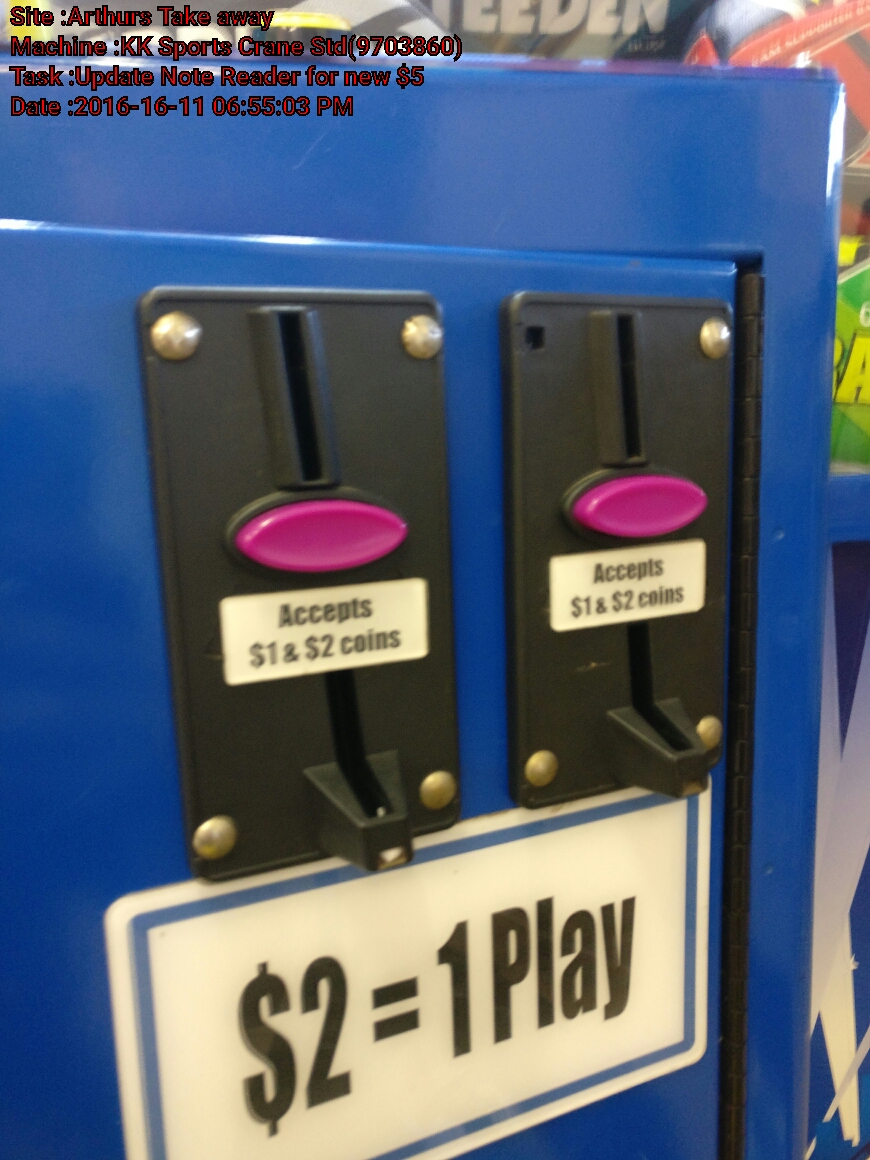 Site :Arthurs Take away
Machine :KK Sports Crane Std(9703860)
Task :Update Note Reader for new $5
Date :2016-16-11 06:55:03 PM
Accepts
$1 & $2 coins
Accepts
$1 & $2 coins
$2 = 1 Play